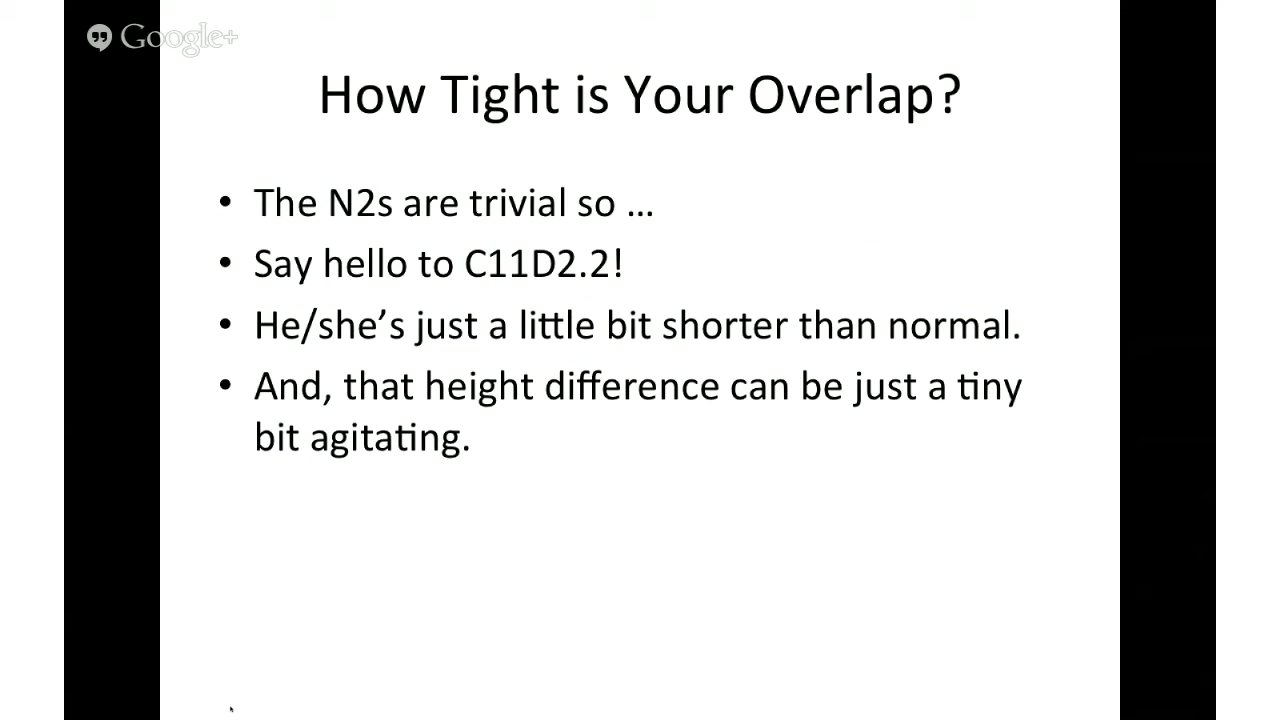 Google+
How Tight is Your Overlap?
• The N2s are trivial so …
• Say hello to C11D2.2!
• He/she’s just a little bit shorter than normal.
• And, that height difference can be just a tiny
bit agitating.